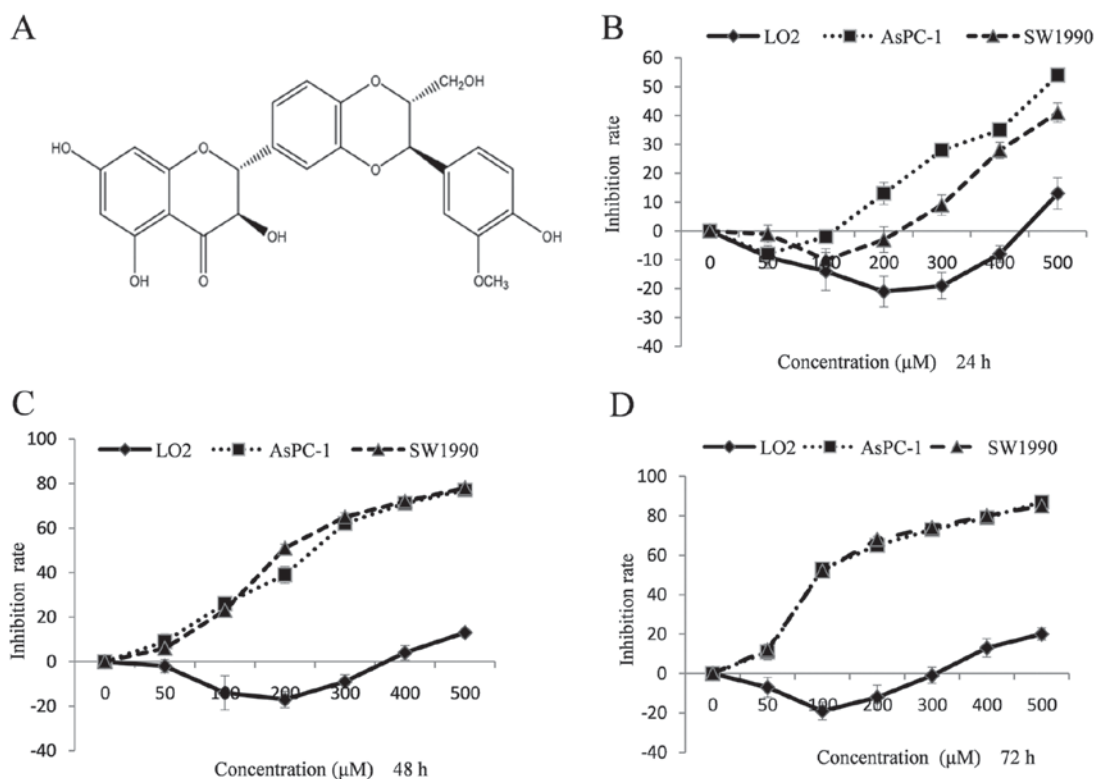 A
O
O
CH₂OH
HO
O
O
OH
OH
O
OH
OCH₃
B
LO2 AsPC-1 SW1990
60
50
40
30
20
10
0
-10
-20
-30
-40
Inhibition rate
0 50 100 200 300 400 500
Concentration (μM) 24 h
C
LO2 AsPC-1 SW1990
100
80
60
40
20
0
-20
-40
Inhibition rate
0 50 100 200 300 400 500
Concentration (μM) 48 h
D
LO2 AsPC-1 SW1990
100
80
60
40
20
0
-20
-40
Inhibition rate
0 50 100 200 300 400 500
Concentration (μM) 72 h